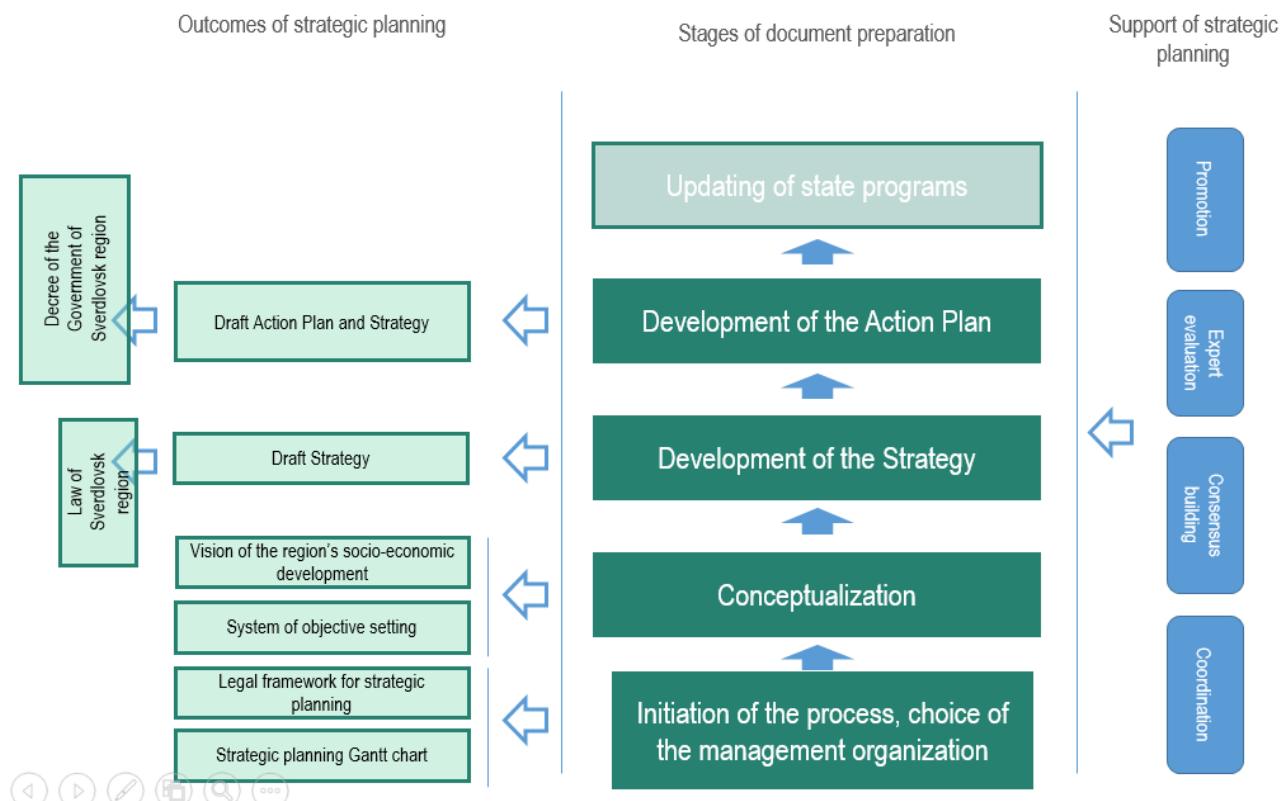 Outcomes of strategic planning
Stages of document preparation
Support of strategic
planning
Decree of the
Government of
Sverdlovsk region
Draft Action Plan and Strategy
Law of
Sverdlovsk
region
Draft Strategy
Vision of the region's socio-economic
development
System of objective setting
Legal framework for strategic
planning
Strategic planning Gantt chart
Updating of state programs
Development of the Action Plan
Development of the Strategy
Conceptualization
Initiation of the process, choice of
the management organization
Promotion
Expert
evaluation
Consensus
building
Coordination